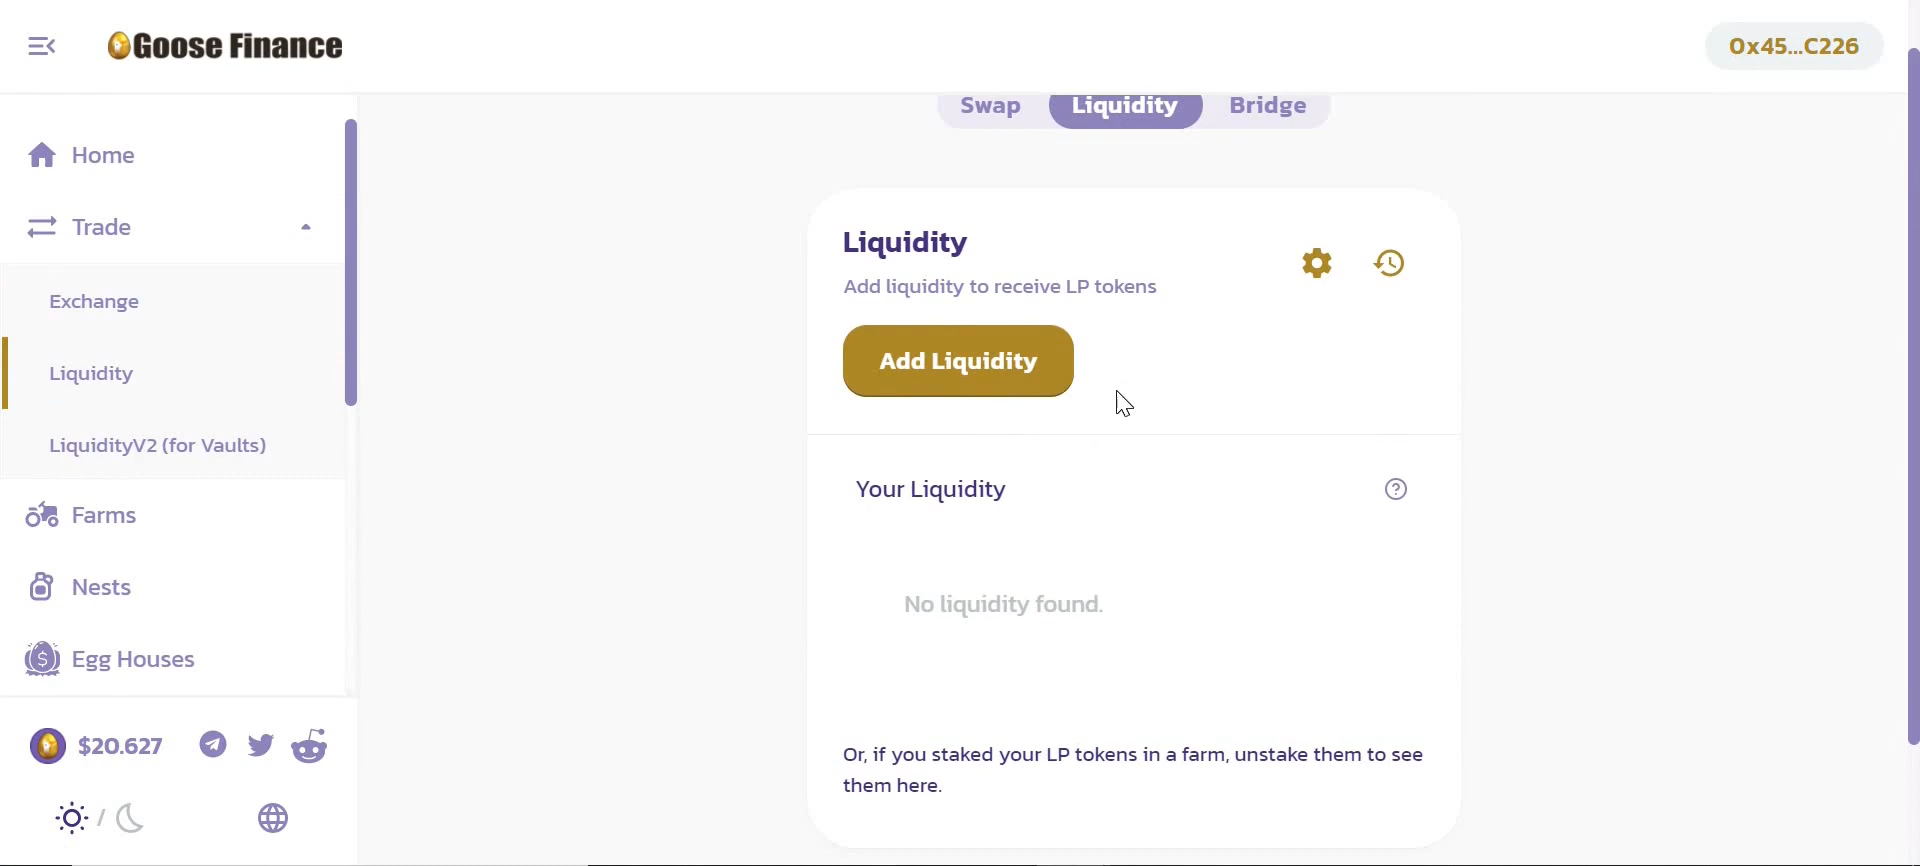 Goose Finance
0x45...C226
Swap
Liquidity
Bridge
Home
Trade
Exchange
Liquidity
LiquidityV2 (for Vaults)
Farms
Nests
Egg Houses
$20.627
/
Liquidity
Add liquidity to receive LP tokens
Add Liquidity
Your Liquidity
?
No liquidity found.
Or, if you staked your LP tokens in a farm, unstake them to see
them here.